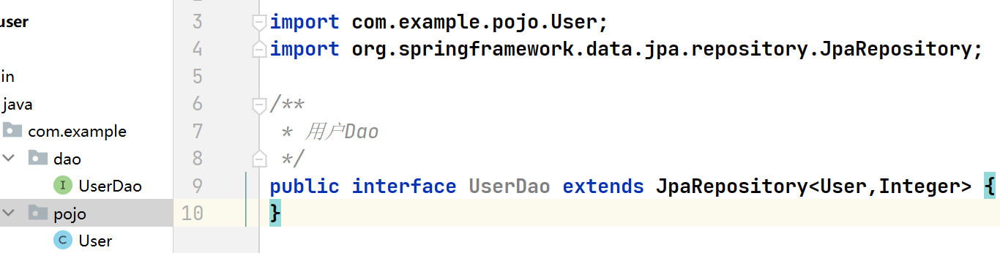 user
in
java
com.example
dao
UserDao
pojo
User
3 import com.example.pojo.User;
4 import org.springframework.data.jpa.repository.JpaRepository;
5
6 /**
7 * 用户Dao
8 */
9 public interface UserDao extends JpaRepository<User,Integer> {
10 }